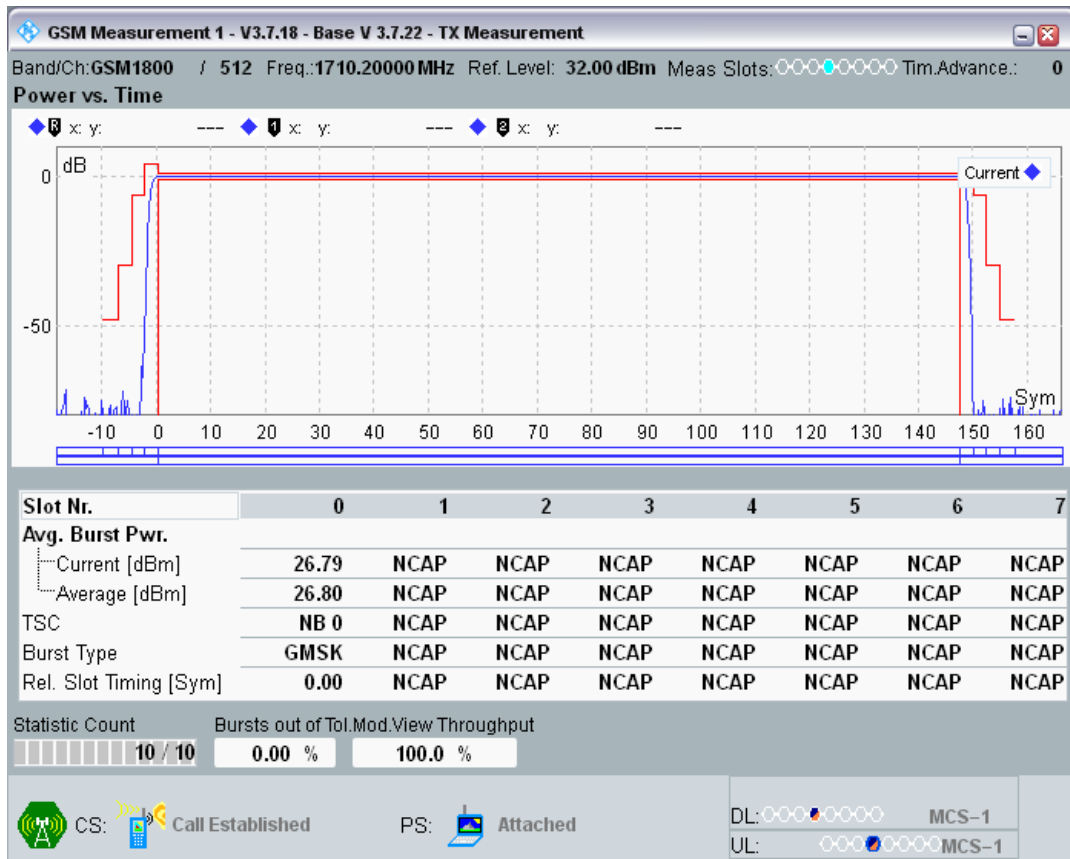 GSM Measurement 1 - V3.7.18 - Base V 3.7.22 - TX Measurement
Band/Ch:GSM1800 / 512 Freq.:1710.20000 MHz Ref. Level: 32.00 dBm Meas Slots: Tim.Advance.: 0
Power vs. Time
R x: y: --- 1 x: y: --- 2 x: y: ---
dB
Current
0
-50
Sym
-10 0 10 20 30 40 50 60 70 80 90 100 110 120 130 140 150 160
Slot Nr. 0 1 2 3 4 5 6 7
Avg. Burst Pwr.
Current [dBm] 26.79 NCAP NCAP NCAP NCAP NCAP NCAP NCAP
Average [dBm] 26.80 NCAP NCAP NCAP NCAP NCAP NCAP NCAP
TSC NB 0 NCAP NCAP NCAP NCAP NCAP NCAP NCAP
Burst Type GMSK NCAP NCAP NCAP NCAP NCAP NCAP NCAP
Rel. Slot Timing [Sym] 0.00 NCAP NCAP NCAP NCAP NCAP NCAP NCAP
Statistic Count Bursts out of Tol. Mod.View Throughput
10 / 10 0.00 % 100.0 %
CS: Call Established PS: Attached
DL: MCS-1
UL: MCS-1